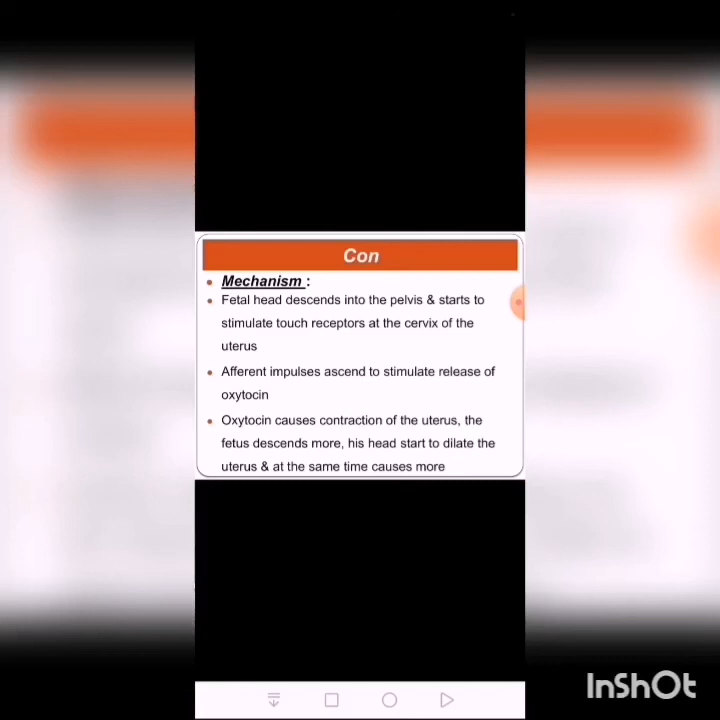 Con
Mechanism :
Fetal head descends into the pelvis & starts to
stimulate touch receptors at the cervix of the
uterus
Afferent impulses ascend to stimulate release of
oxytocin
Oxytocin causes contraction of the uterus, the
fetus descends more, his head start to dilate the
uterus & at the same time causes more
InShOt